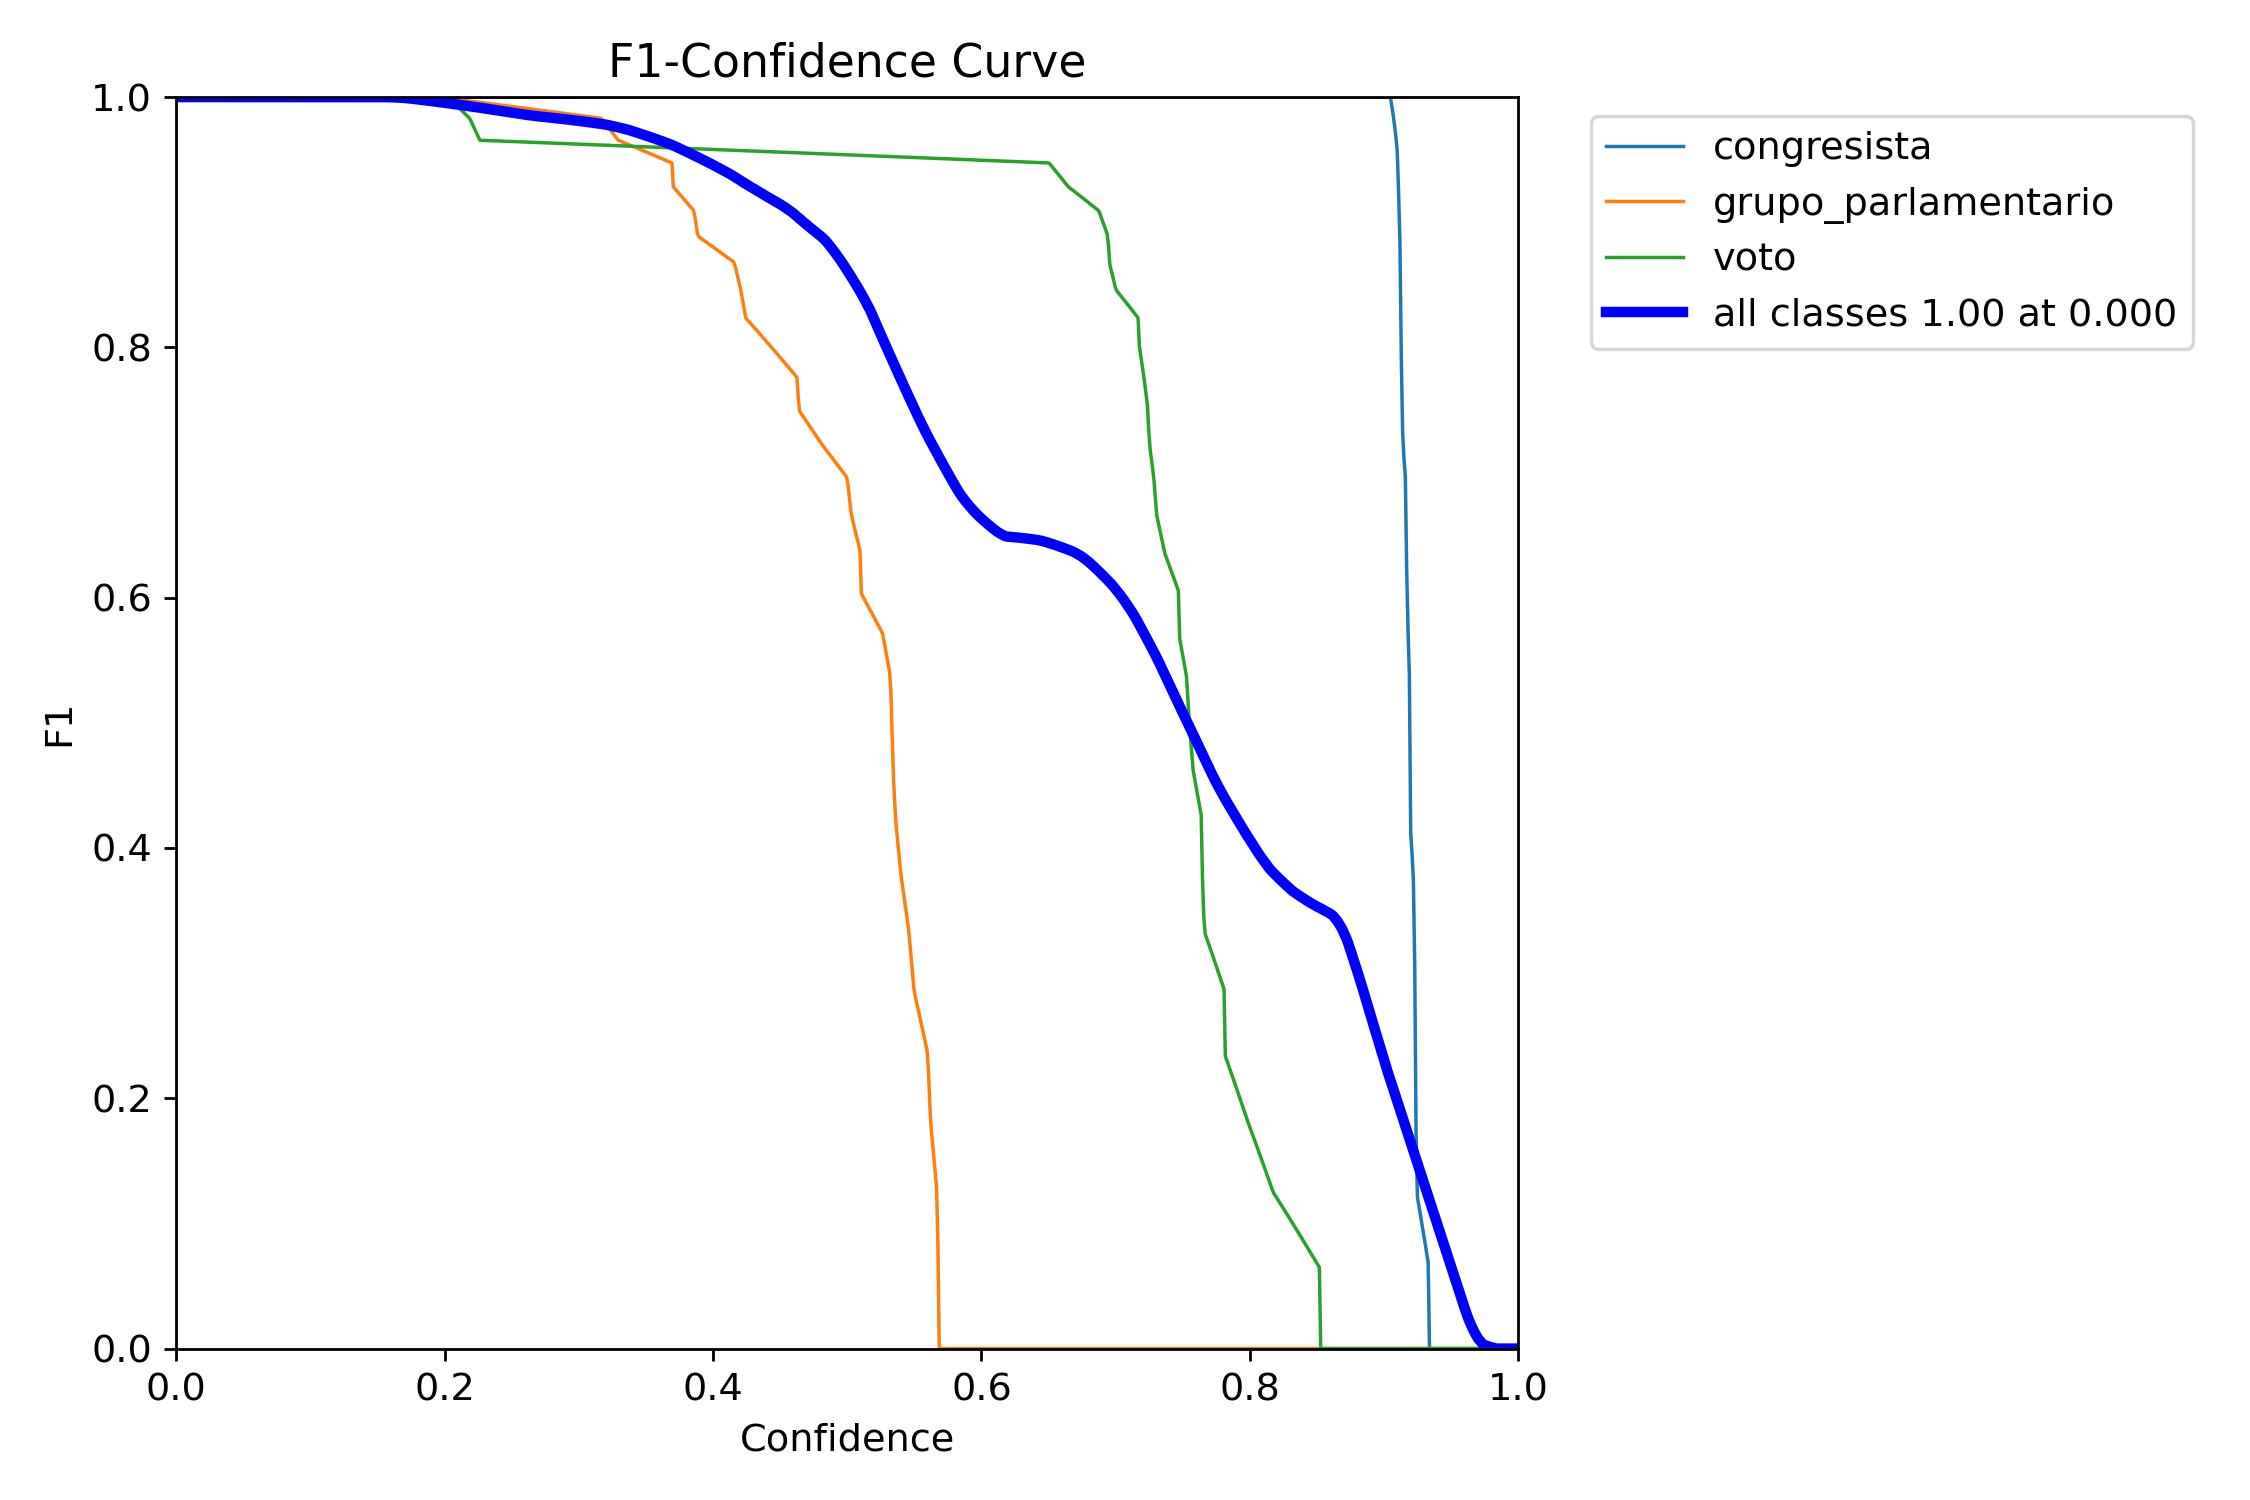 F1-Confidence Curve
1.0
0.8
0.6
0.4
0.2
0.0
F1
0.0 0.2 0.4 0.6 0.8 1.0
Confidence
congresista
grupo_parlamentario
voto
all classes 1.00 at 0.000